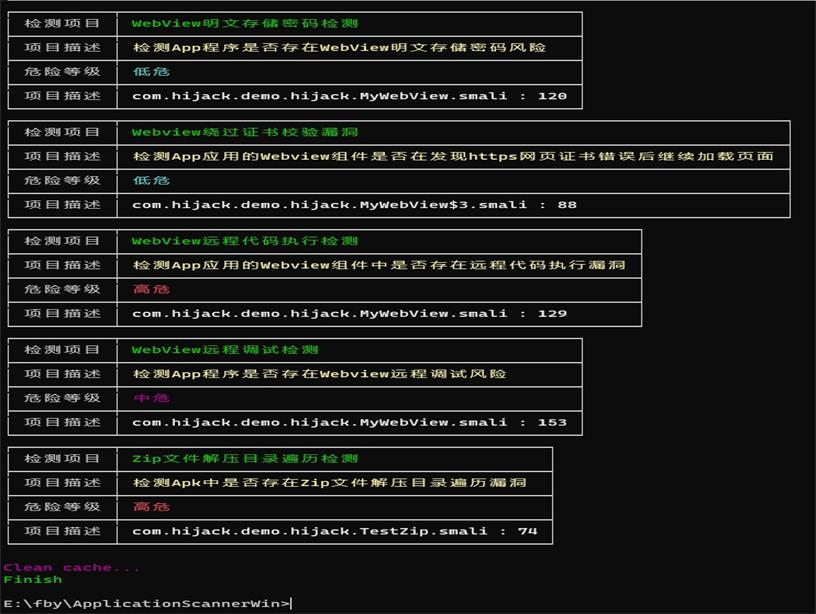 检测项目 WebView明文存储密码检测
项目描述 检测App程序是否存在WebView明文存储密码风险
危险等级 低危
项目描述 com.hijack.demo.hijack.MyWebView.smali : 120
检测项目 Webview绕过证书校验漏洞
项目描述 检测App应用的Webview组件是否在发现https网页证书错误后继续加载页面
危险等级 低危
项目描述 com.hijack.demo.hijack.MyWebView$3.smali : 88
检测项目 WebView远程代码执行检测
项目描述 检测App应用的Webview组件中是否存在远程代码执行漏洞
危险等级 高危
项目描述 com.hijack.demo.hijack.MyWebView.smali : 129
检测项目 WebView远程调试检测
项目描述 检测App程序是否存在Webview远程调试风险
危险等级 中危
项目描述 com.hijack.demo.hijack.MyWebView.smali : 153
检测项目 Zip文件解压目录遍历检测
项目描述 检测Apk中是否存在Zip文件解压目录遍历漏洞
危险等级 高危
项目描述 com.hijack.demo.hijack.TestZip.smali : 74
Clean cache...
Finish
E:\fby\ApplicationScannerWin>